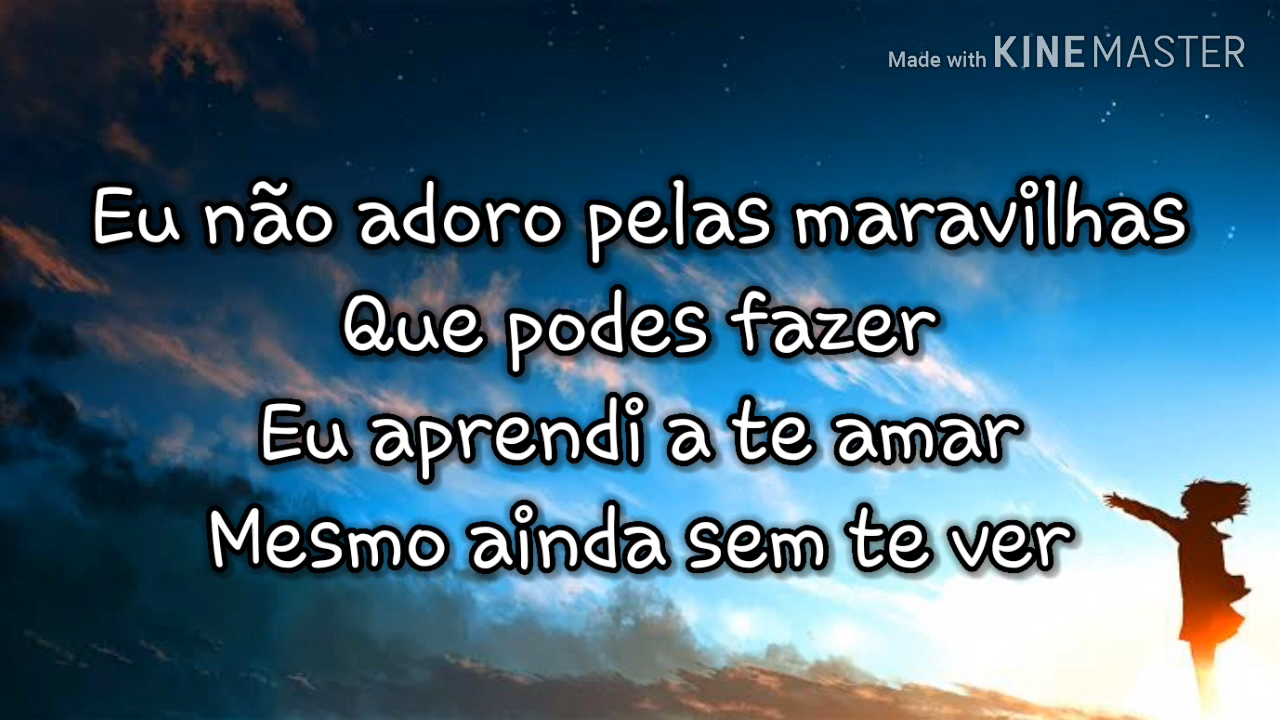 Made with KINEMASTER
Eu não adoro pelas maravilhas
Que podes fazer
Eu aprendi a te amar
Mesmo ainda sem te ver